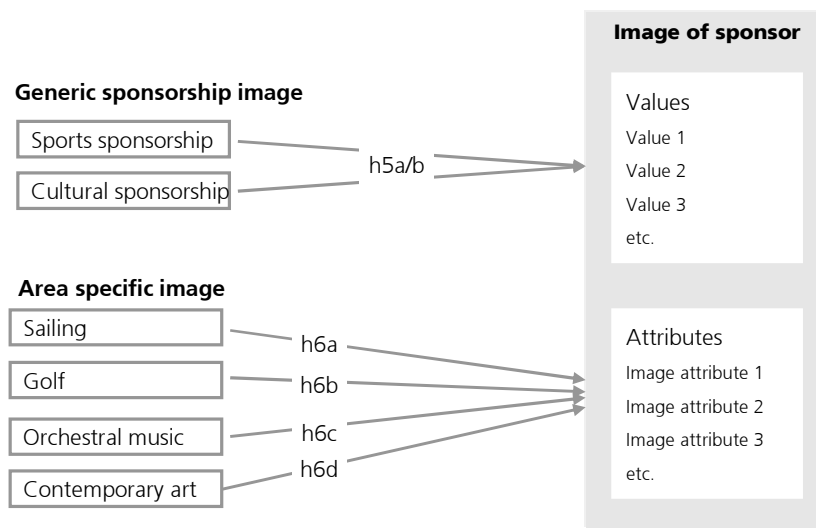 Image of sponsor
Generic sponsorship image
Sports sponsorship
Cultural sponsorship
h5a/b
Values
Value 1
Value 2
Value 3
etc.
Area specific image
Sailing
Golf
Orchestral music
Contemporary art
h6a
h6b
h6c
h6d
Attributes
Image attribute 1
Image attribute 2
Image attribute 3
etc.